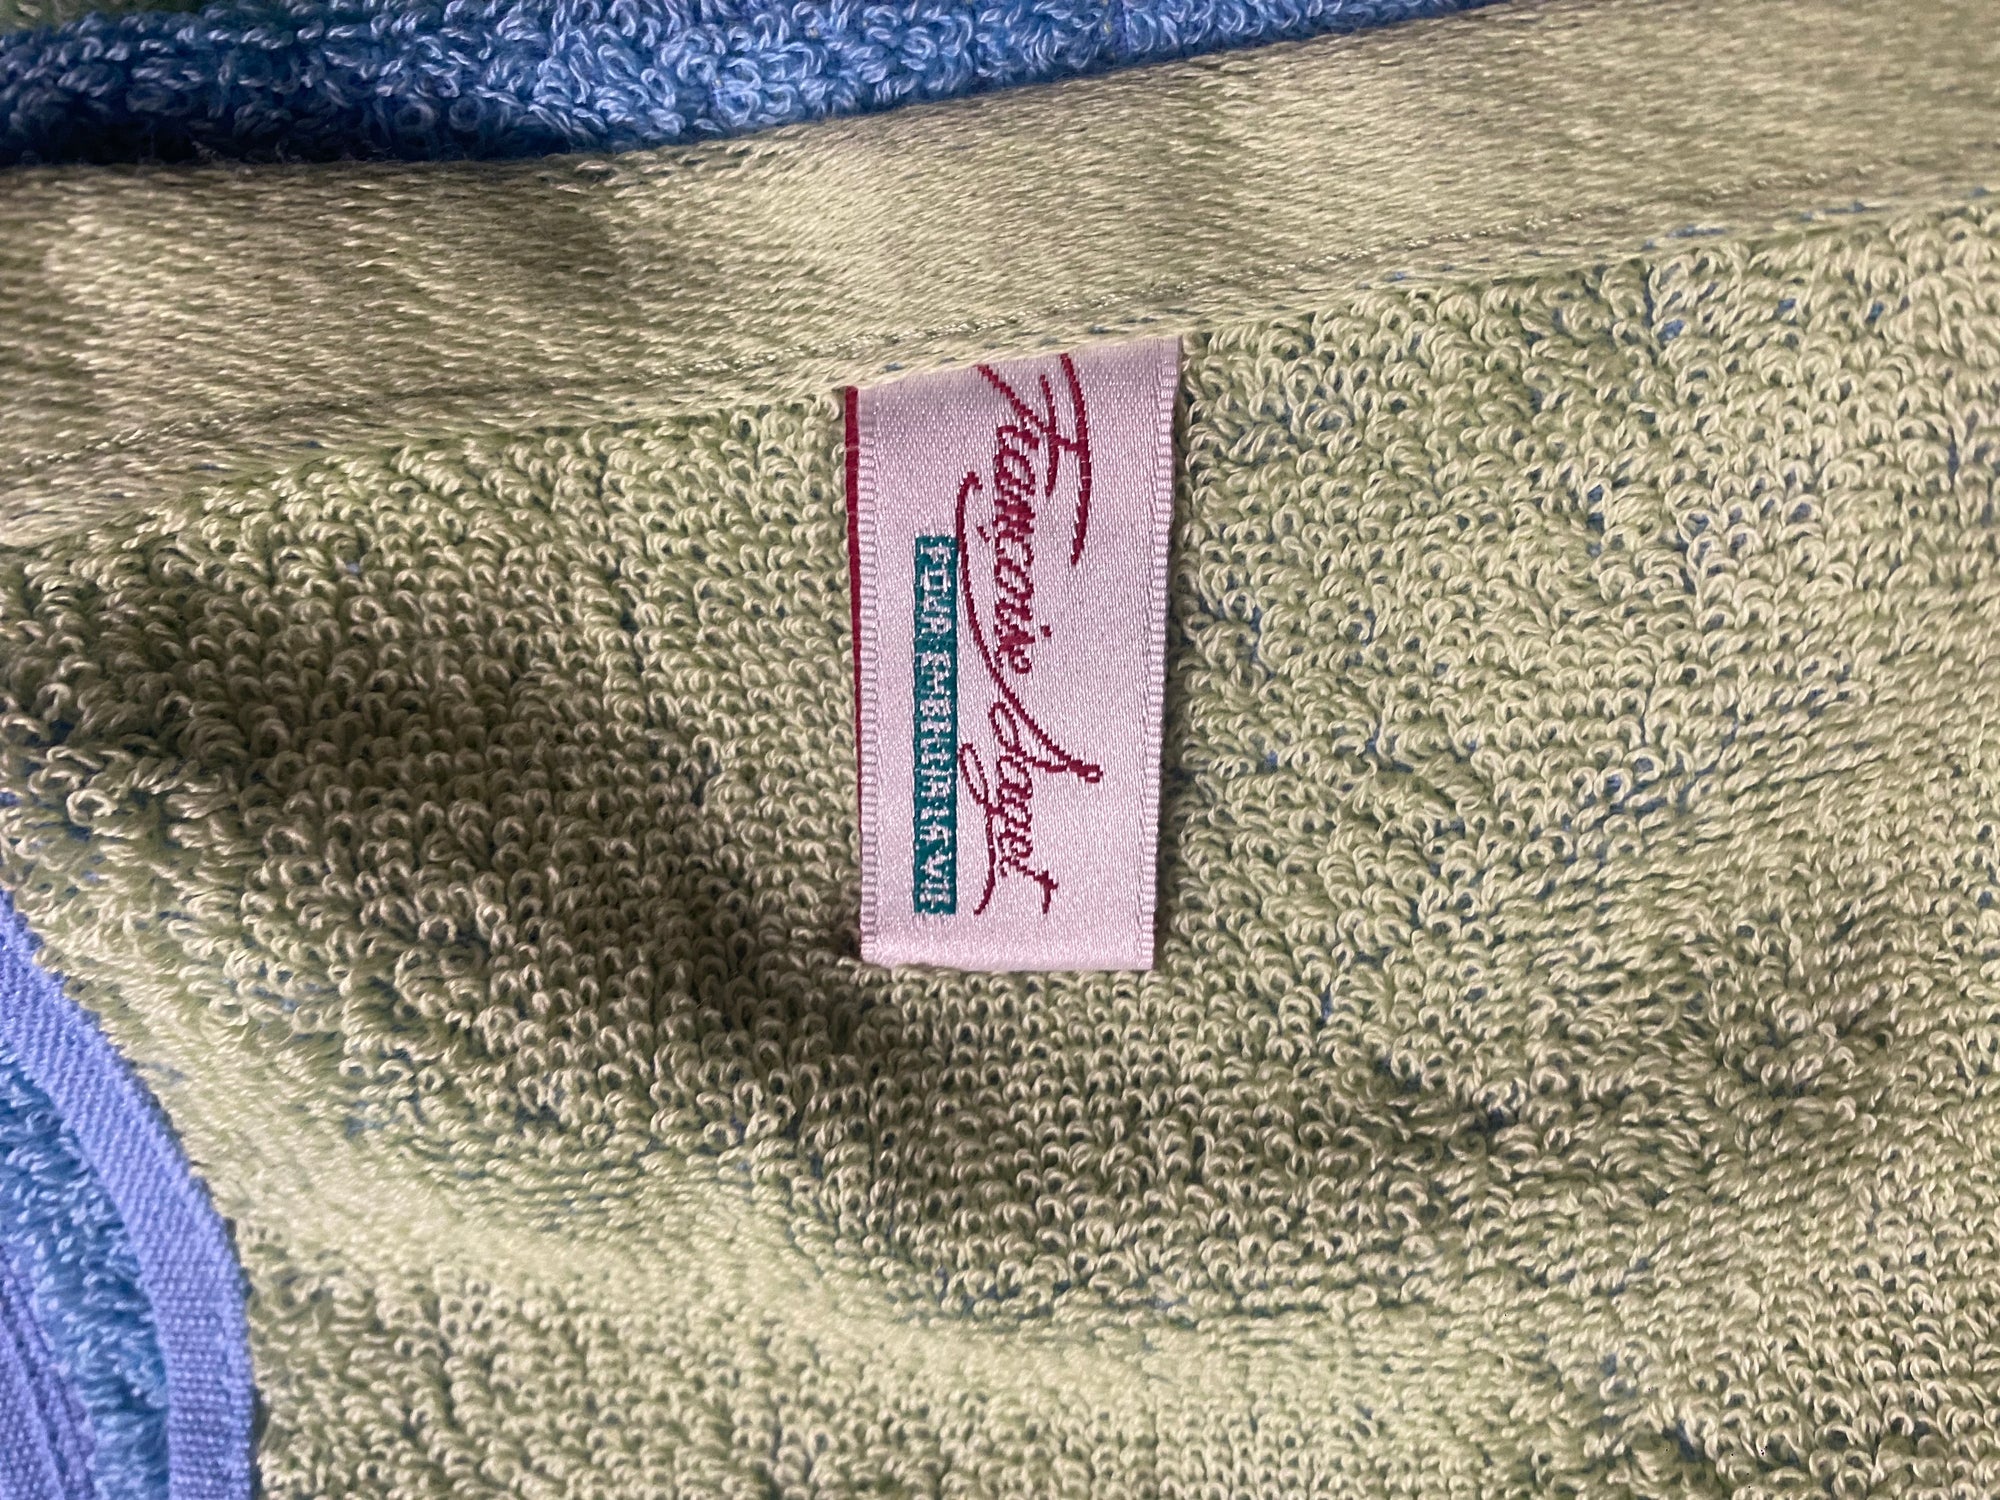 Françoise Saget
POUR EMBELLIR LA VIE